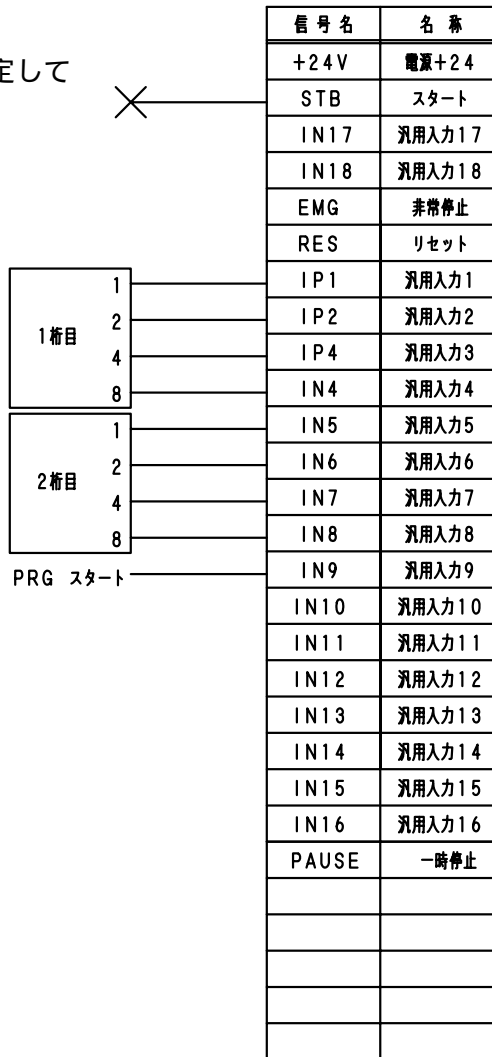 定して
信号名 名称
+24V 電源+24
STB スタート
IN17 汎用入力17
IN18 汎用入力18
EMG 非常停止
RES リセット
1 IP1 汎用入力1
1桁目 2 IP2 汎用入力2
4 IP4 汎用入力3
8 IN4 汎用入力4
1 IN5 汎用入力5
2桁目 2 IN6 汎用入力6
4 IN7 汎用入力7
8 IN8 汎用入力8
PRG スタート IN9 汎用入力9
IN10 汎用入力10
IN11 汎用入力11
IN12 汎用入力12
IN13 汎用入力13
IN14 汎用入力14
IN15 汎用入力15
IN16 汎用入力16
PAUSE 一時停止